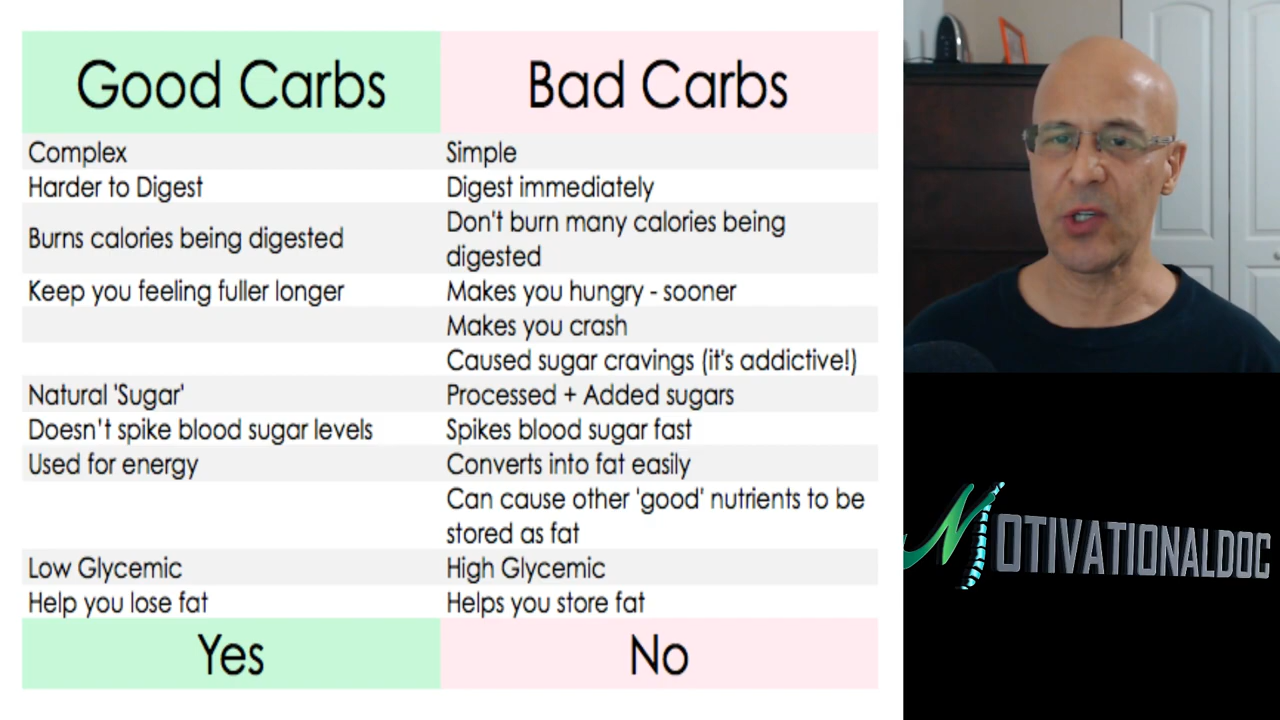 Good Carbs
Bad Carbs
Complex
Simple
Harder to Digest
Digest immediately
Burns calories being digested
Don't burn many calories being
digested
Keep you feeling fuller longer
Makes you hungry - sooner
Makes you crash
Caused sugar cravings (it's addictive!)
Natural 'Sugar'
Processed + Added sugars
Doesn't spike blood sugar levels
Spikes blood sugar fast
Used for energy
Converts into fat easily
Can cause other 'good' nutrients to be
stored as fat
Low Glycemic
High Glycemic
Help you lose fat
Helps you store fat
Yes
No
MOTIVATIONALDOC